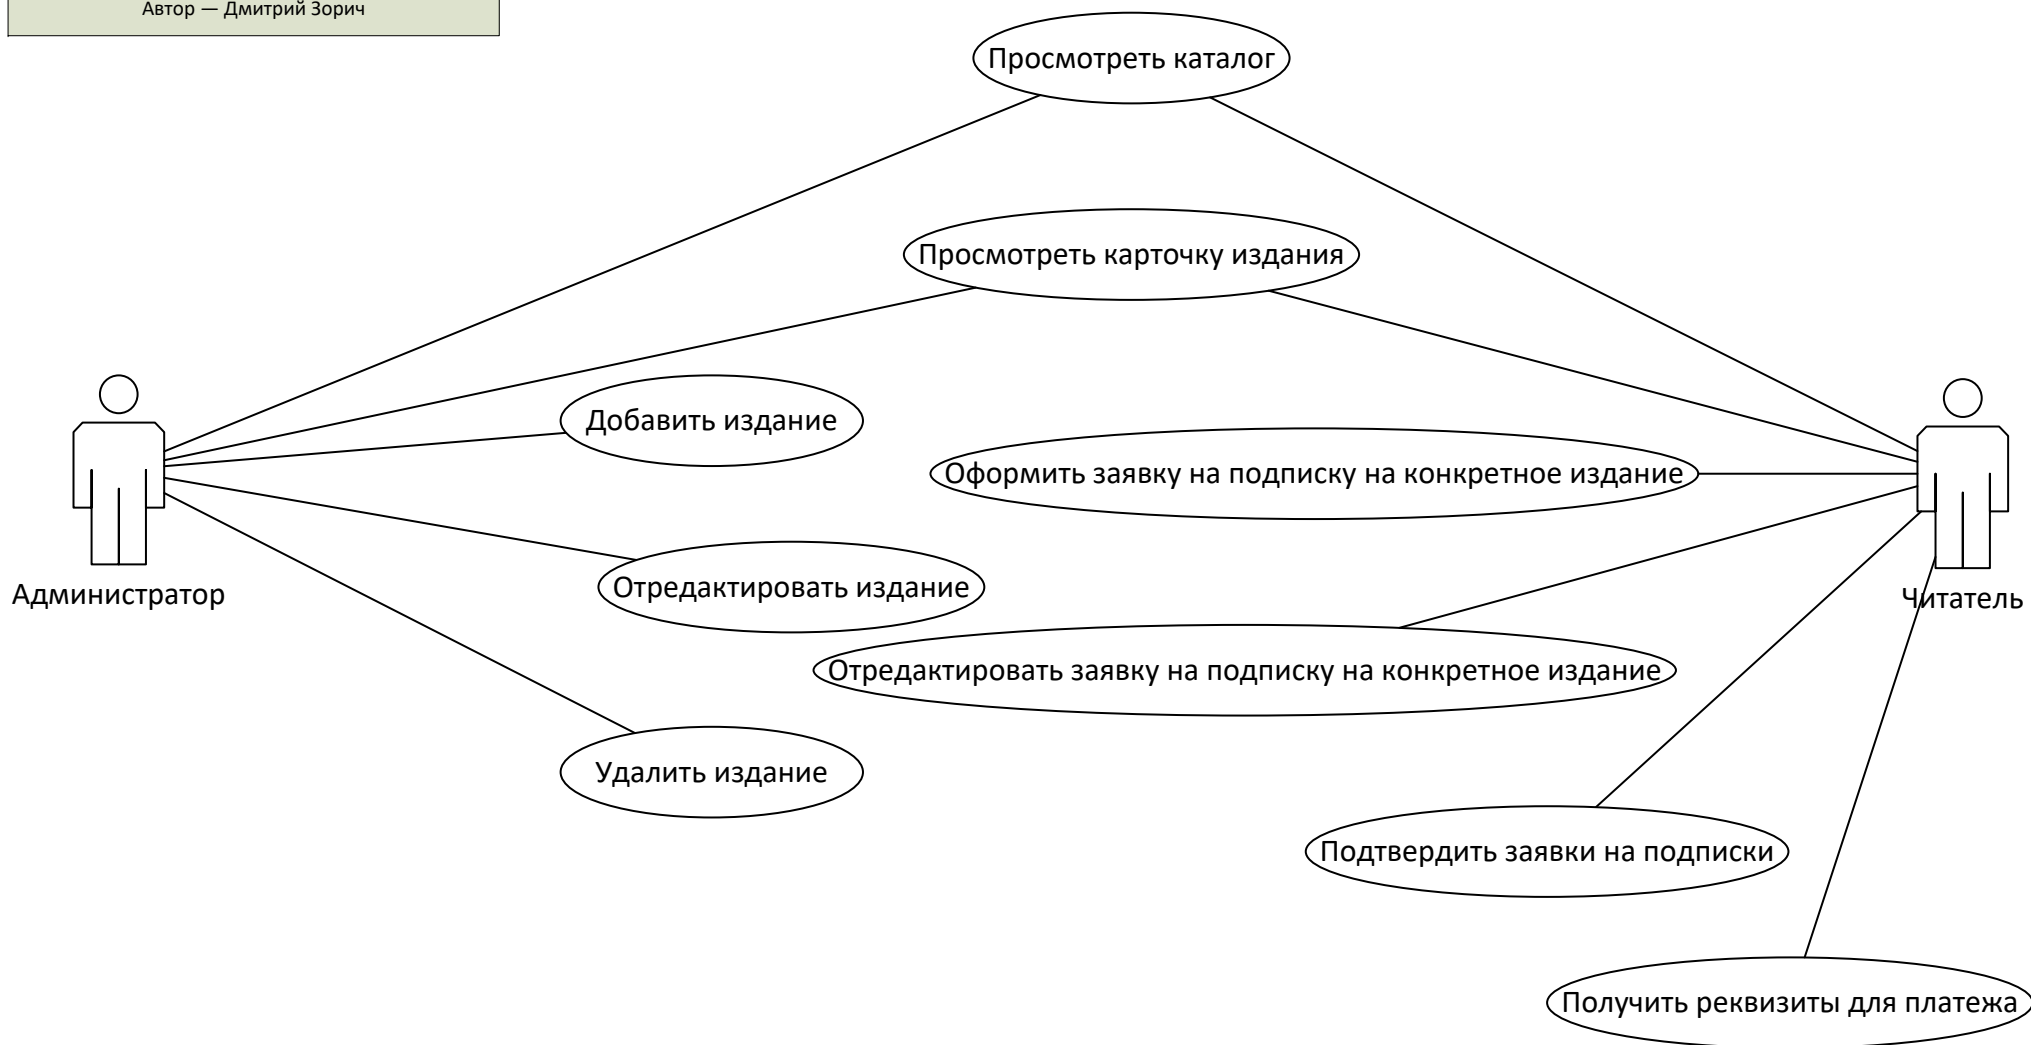 Автор — Дмитрий Зорич
Просмотреть каталог
Просмотреть карточку издания
Добавить издание
Оформить заявку на подписку на конкретное издание
Отредактировать издание
Администратор
Читатель
Отредактировать заявку на подписку на конкретное издание
Удалить издание
Подтвердить заявки на подписки
Получить реквизиты для платежа